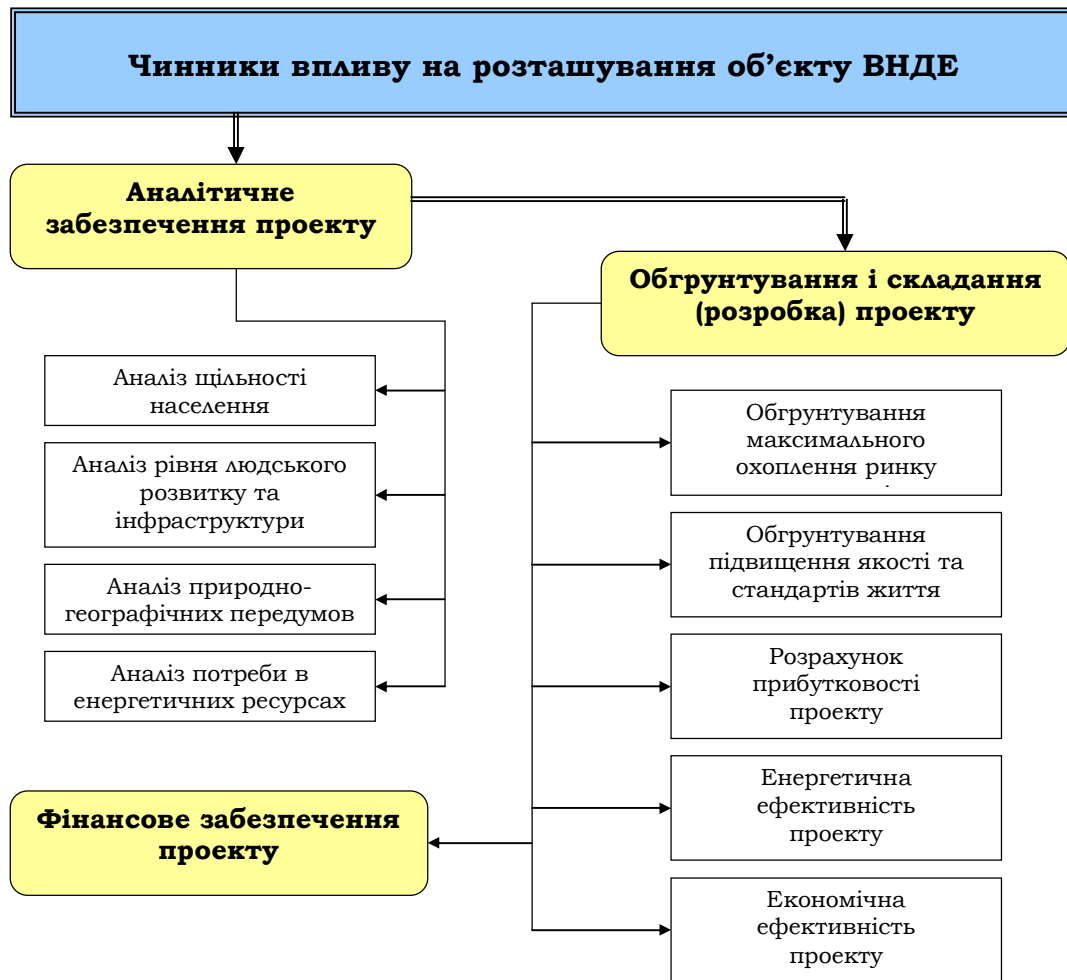 Чинники впливу на розташування об’єкту ВНДЕ
Аналітичне
забезпечення проекту
Обгрунтування і складання
(розробка) проекту
Аналіз щільності
населення
Аналіз рівня людського
розвитку та
інфраструктури
Аналіз природно-
географічних передумов
Аналіз потреби в
енергетичних ресурсах
Фінансове забезпечення
проекту
Обгрунтування
максимального
охоплення ринку
Обгрунтування
підвищення якості та
стандартів життя
Розрахунок
прибутковості
проекту
Енергетична
ефективність
проекту
Економічна
ефективність
проекту